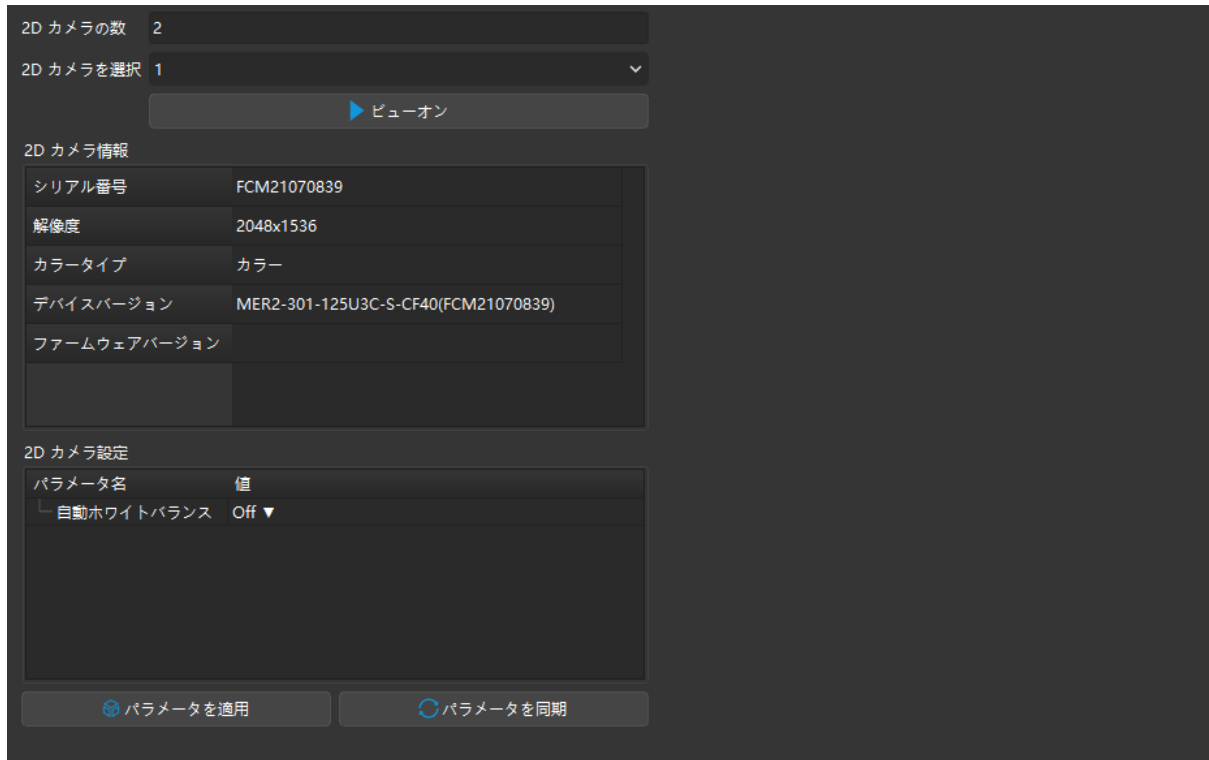 2D カメラの数 2
2D カメラを選択 1
ビューオン
2D カメラ情報
シリアル番号 FCM21070839
解像度 2048x1536
カラータイプ カラー
デバイスバージョン MER2-301-125U3C-S-CF40(FCM21070839)
ファームウェアバージョン
2D カメラ設定
パラメータ名 値
自動ホワイトバランス Off ▼
パラメータを適用 パラメータを同期